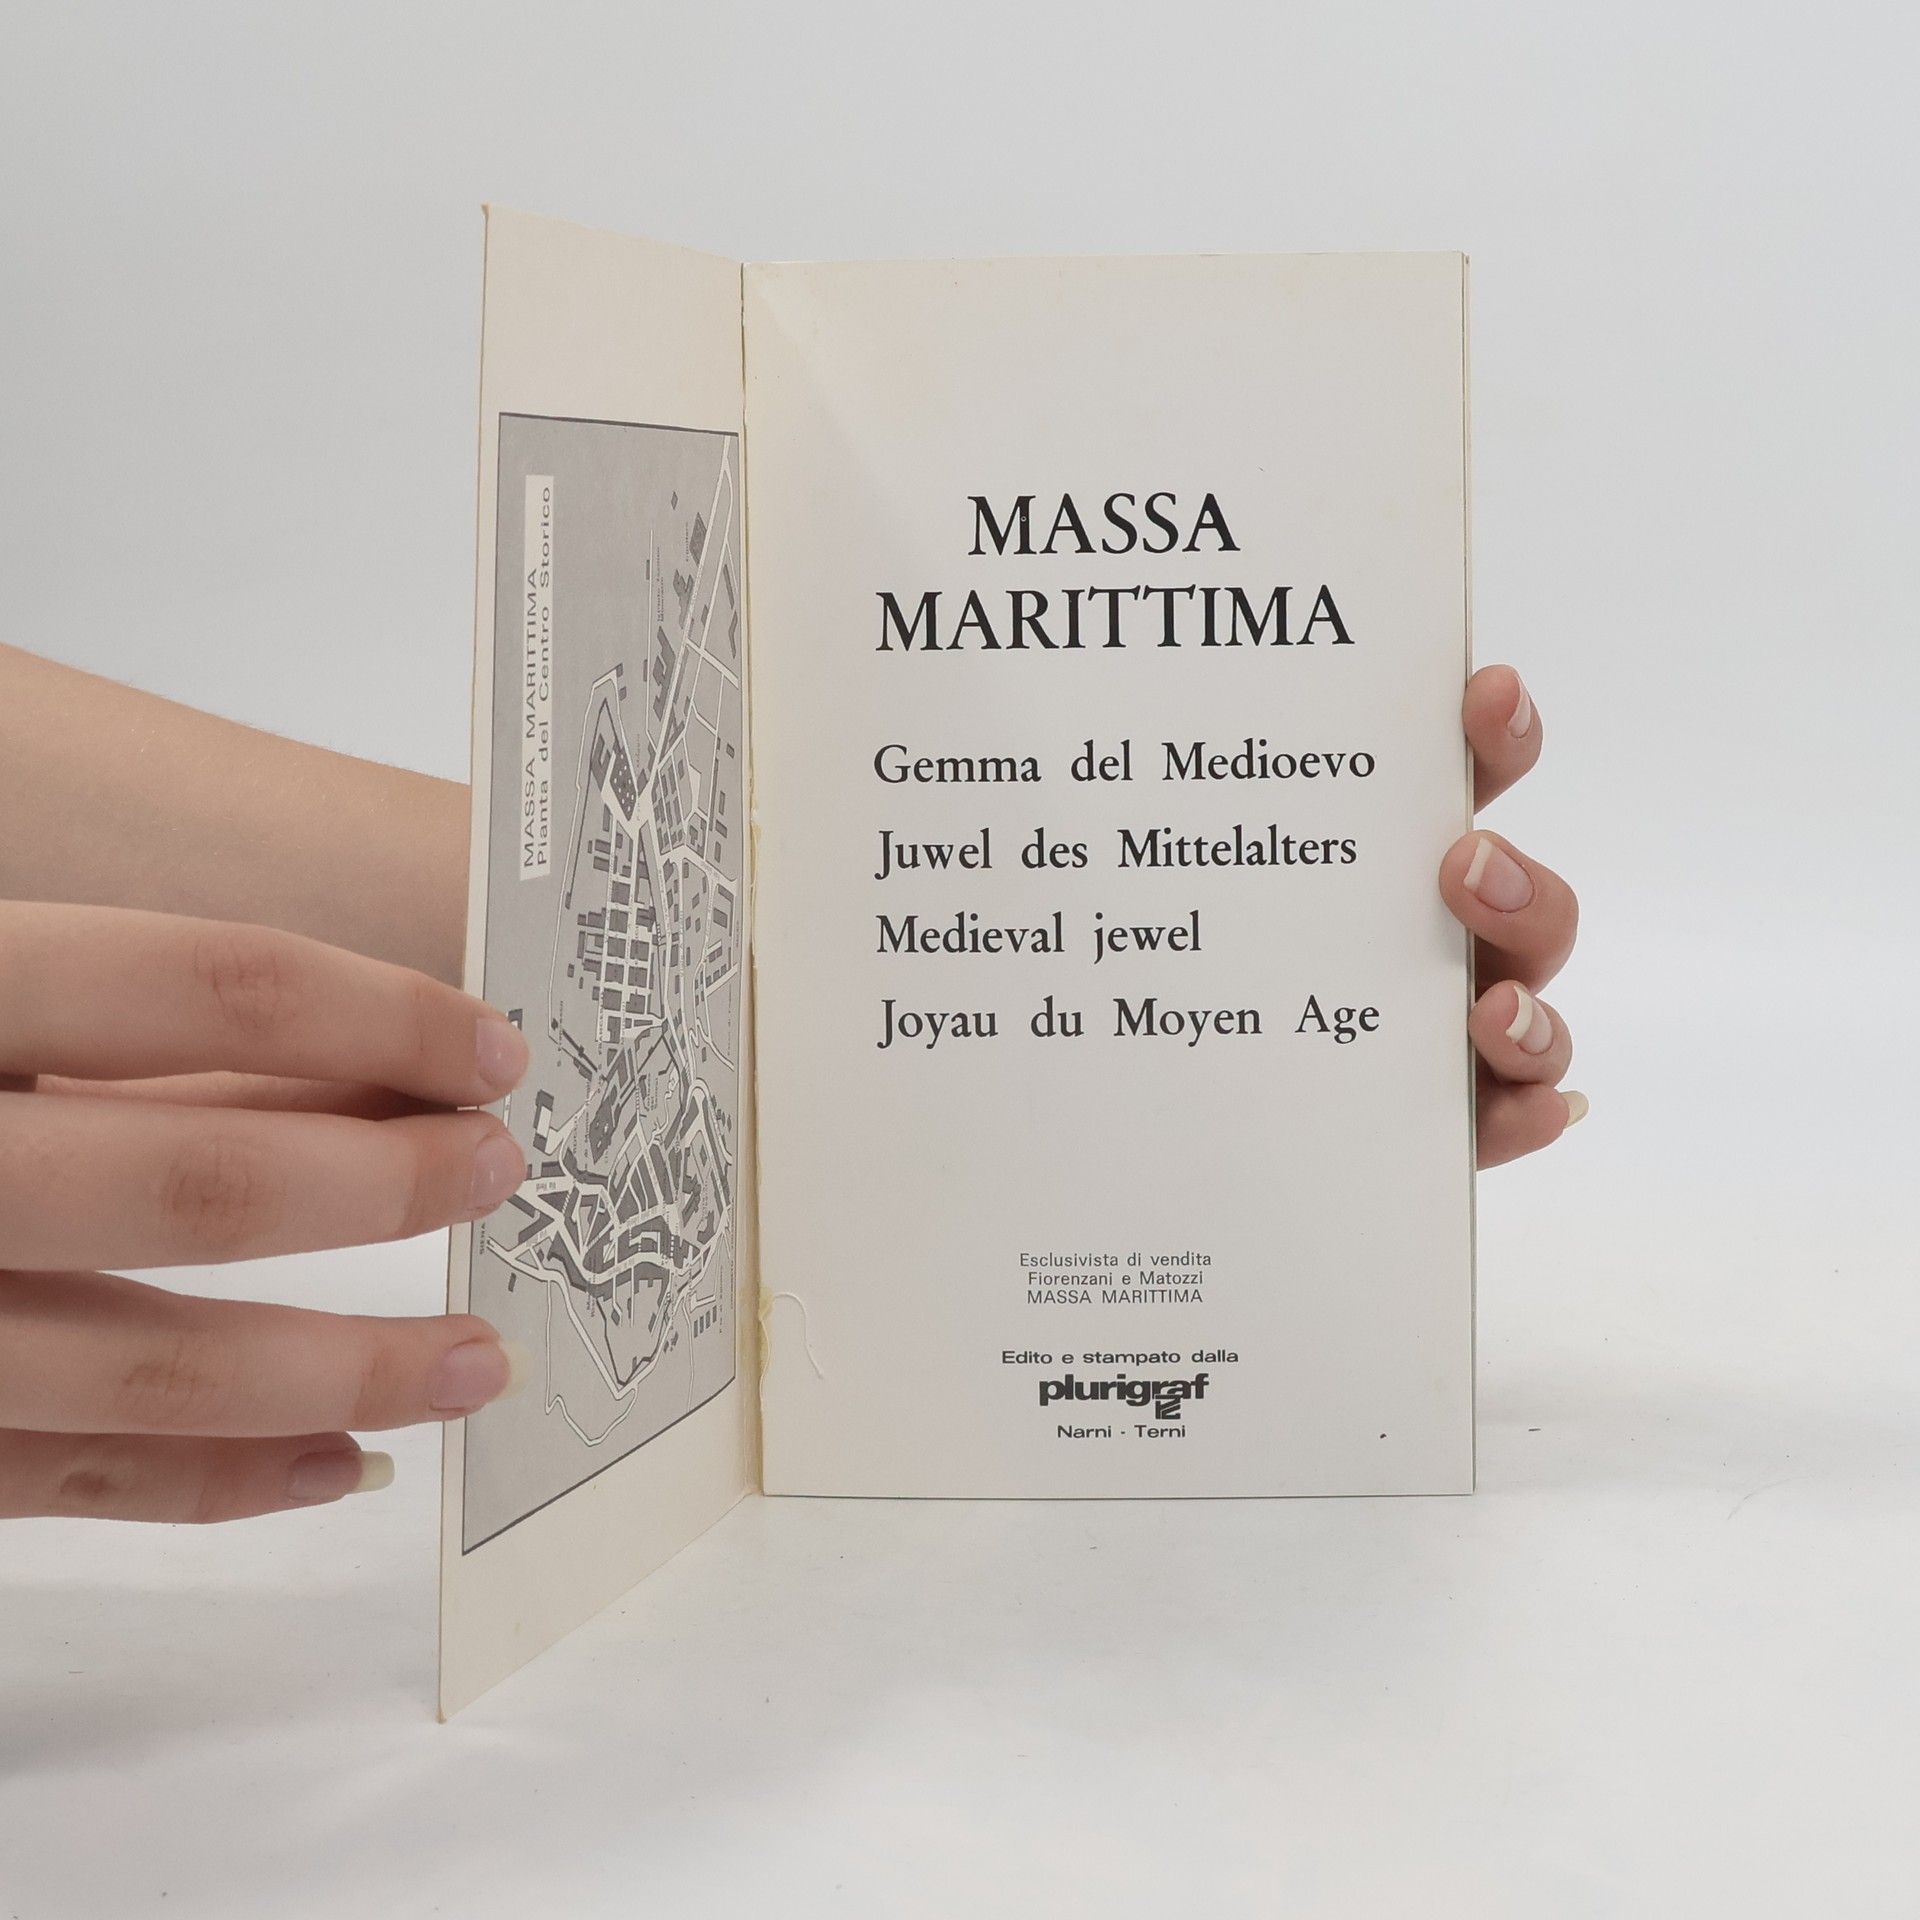 MASSA MARITTIMA
Pianta del Centro Storico
MASSA
MARITTIMA
Gemma del Medioevo
Juwel des Mittelalters
Medieval jewel
Joyau du Moyen Age
Esclusivista di vendita
Fiorenzani e Matozzi
MASSA MARITTIMA
Edito e stampato dalla
plurigraf
Narni - Terni